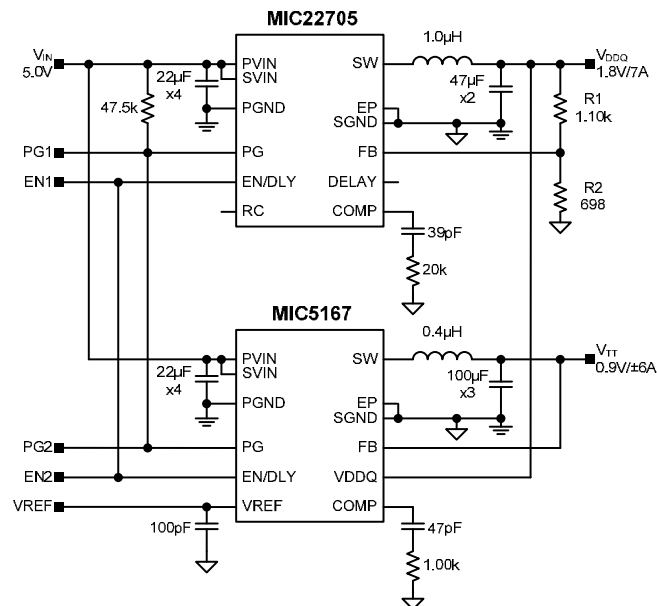 MIC22705
VIN
5.0V
47.5k
22µF
x4
PVIN
SVIN
PGND
PG
EN/DLY
RC
SW
EP
SGND
FB
DELAY
COMP
1.0µH
47µF
x2
VDDQ
1.8V/7A
R1
1.10k
R2
698
39pF
20k
PG1
EN1
MIC5167
22µF
x4
PVIN
SVIN
PGND
PG
EN/DLY
VREF
SW
EP
SGND
FB
VDDQ
COMP
0.4µH
100µF
x3
VTT
0.9V/±6A
PG2
EN2
VREF
100pF
47pF
1.00k